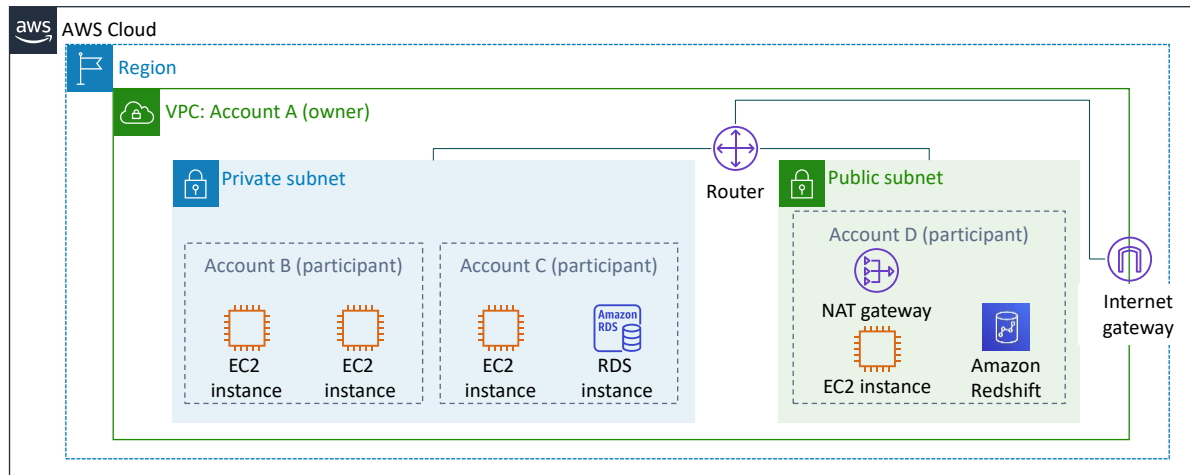 aws
AWS Cloud
Region
VPC: Account A (owner)
Router
Private subnet
Public subnet
Account B (participant)
Account C (participant)
Account D (participant)
EC2
instance
EC2
instance
EC2
instance
Amazon
RDS
RDS
instance
NAT gateway
EC2 instance
Amazon
Redshift
Internet
gateway